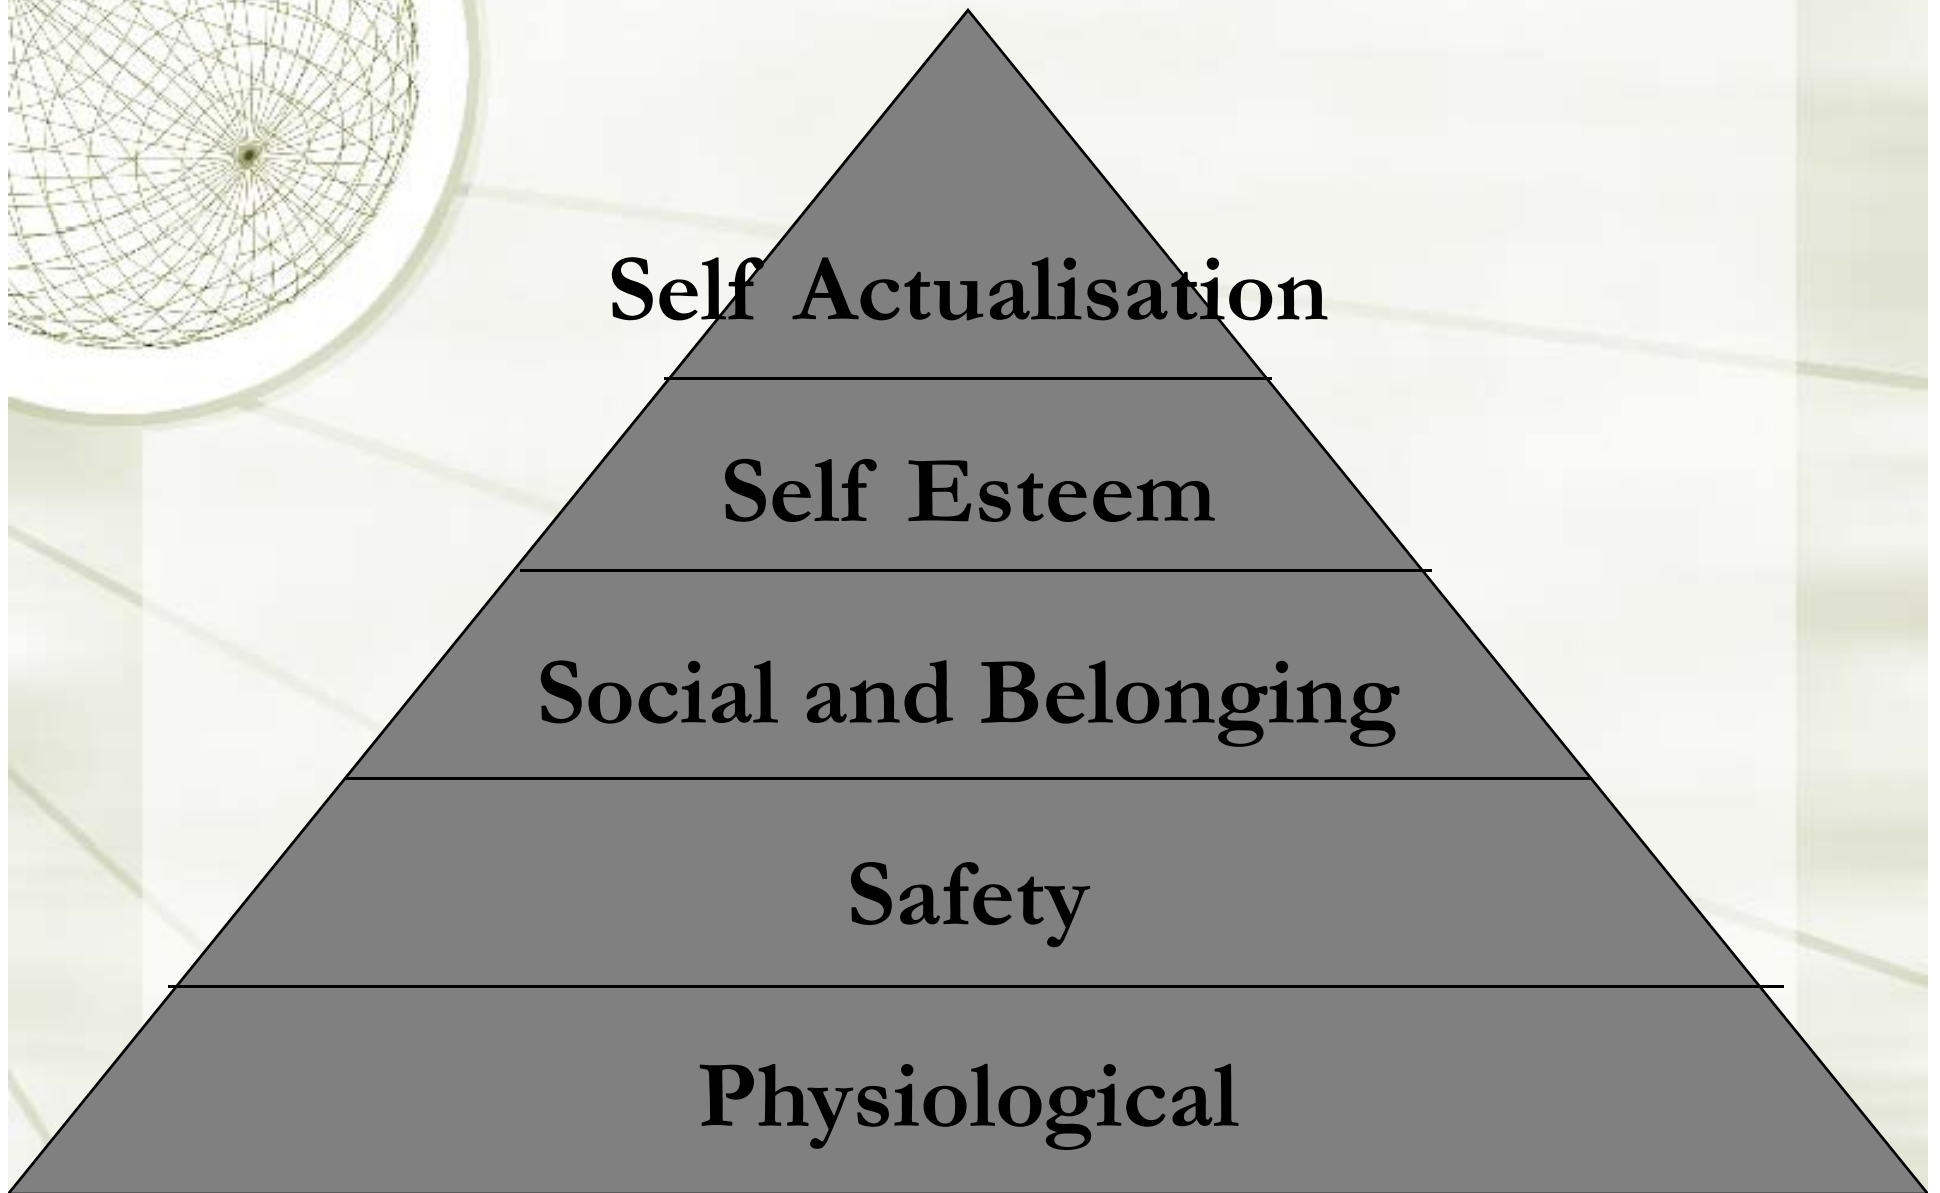 Self Actualisation
Self Esteem
Social and Belonging
Safety
Physiological